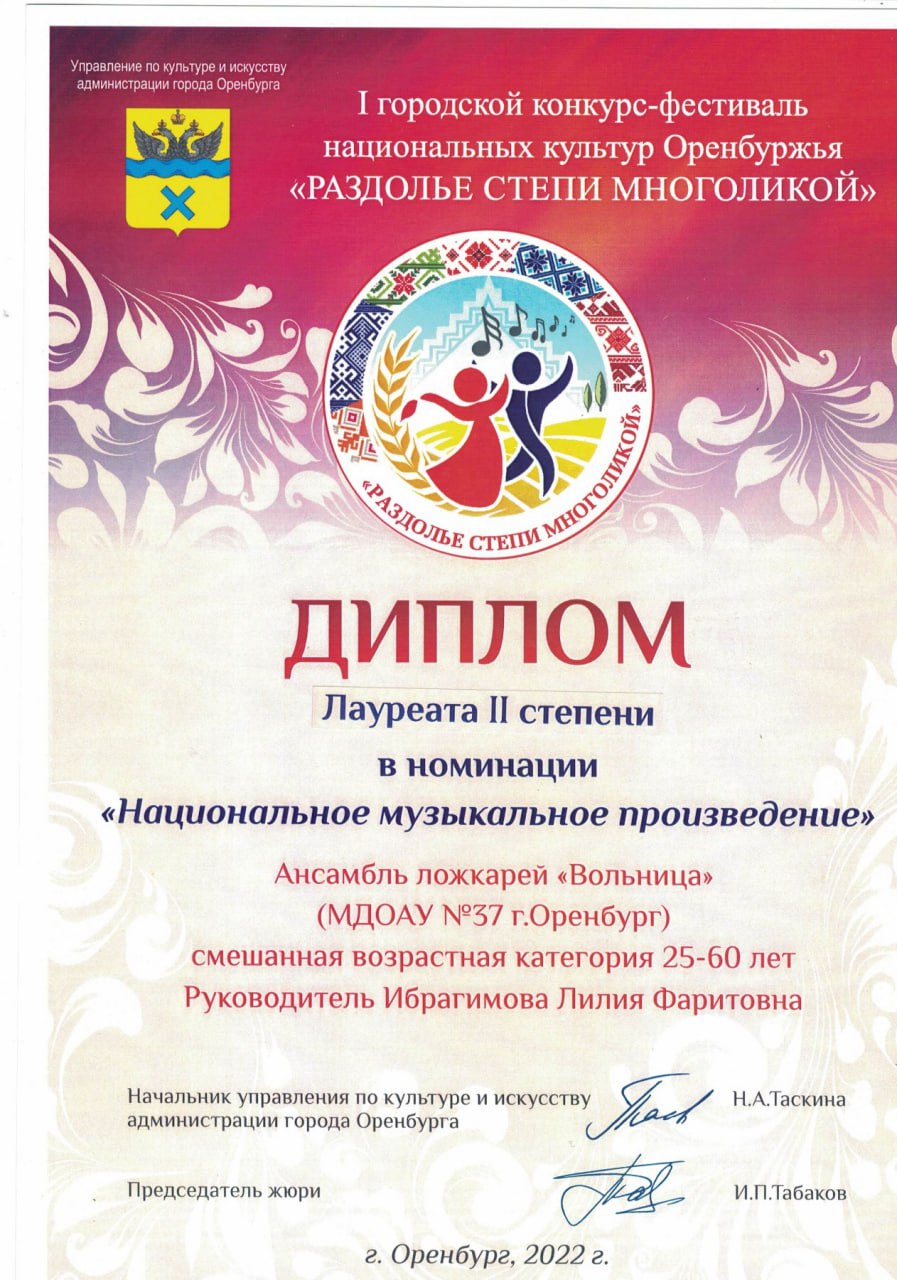 Управление по культуре и искусству
администрации города Оренбурга
I городской конкурс-фестиваль
национальных культур Оренбуржья
«РАЗДОЛЬЕ СТЕПИ МНОГОЛИКОЙ»
«РАЗДОЛЬЕ СТЕПИ МНОГОЛИКОЙ»
ДИПЛОМ
Лауреата II степени
в номинации
«Национальное музыкальное произведение»
Ансамбль ложкарей «Вольница»
(МДОАУ №37 г.Оренбург)
смешанная возрастная категория 25-60 лет
Руководитель Ибрагимова Лилия Фаритовна
Начальник управления по культуре и искусству
администрации города Оренбурга
Н.А.Таскина
Председатель жюри
И.П.Табаков
г. Оренбург, 2022 г.